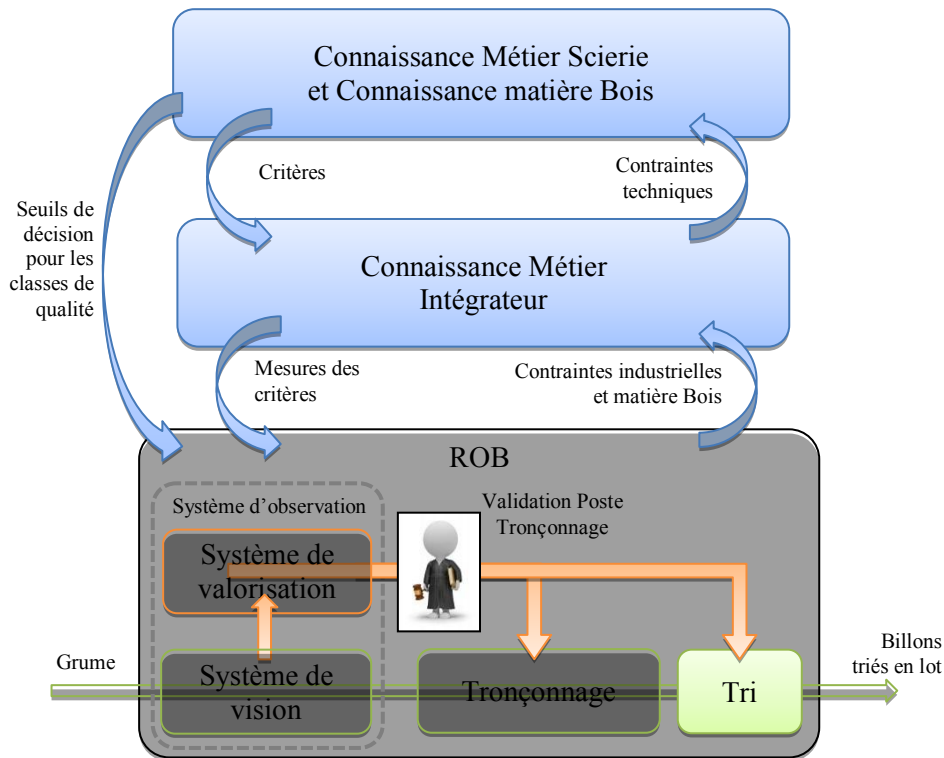 Connaissance Métier Scierie
et Connaissance matière Bois
Critères
Contraintes
techniques
Seuils de
décision
pour les
classes de
qualité
Connaissance Métier
Intégrateur
Mesures des
critères
Contraintes industrielles
et matière Bois
ROB
Système d'observation
Validation Poste
Tronçonnage
Système de
valorisation
Grume
Système de
vision
Tronçonnage
Tri
Billons
triés en lot